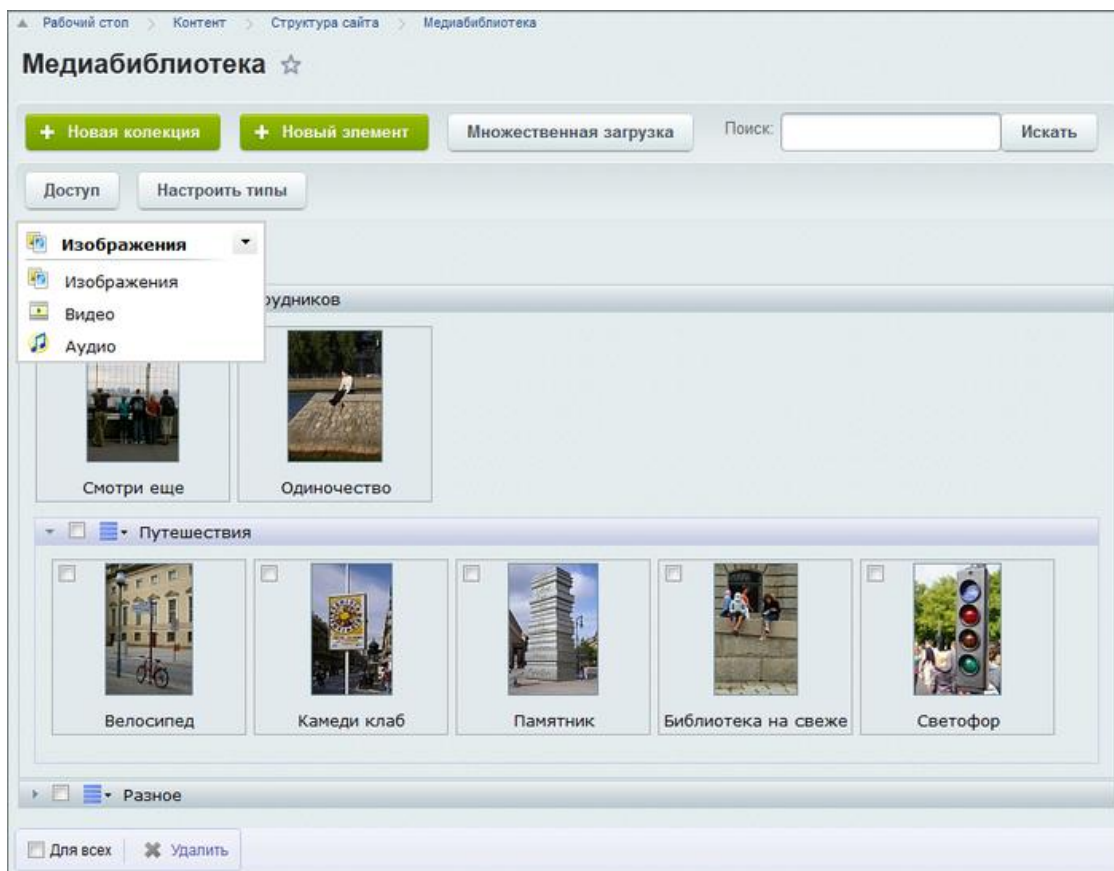 Рабочий стол Контент Структура сайта Медиабиблиотека
Медиабиблиотека
+ Новая колекция + Новый элемент Множественная загрузка Поиск: Искать
Доступ Настроить типы
Изображения
Изображения
Видео
Аудио
рудников
Смотри еще Одиночество
Путешествия
Велосипед Камеди клаб Памятник Библиотека на свеже Светофор
Разное
Для всех Удалить